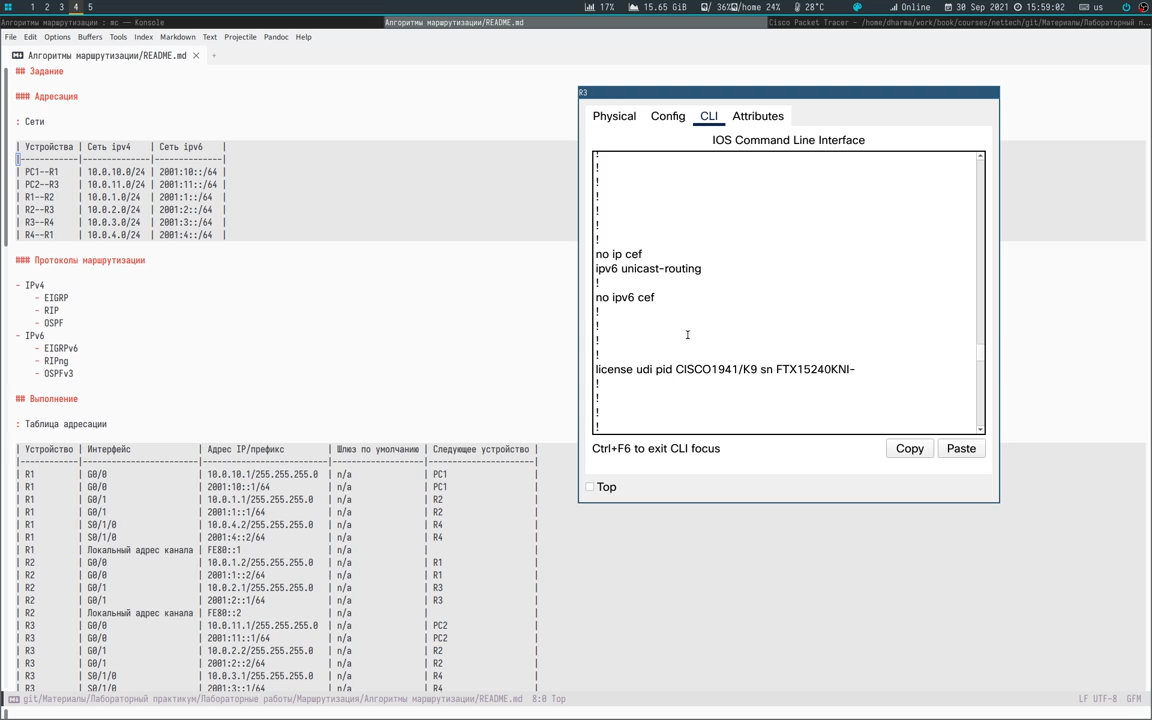 1 2 3 4 5 17% 15.65 GiB 36% /home 24% 28°C Online 30 Sep 2021 15:59:02 us
Алгоритмы маршрутизации : mc — Konsole
Алгоритмы маршрутизации/README.md
Cisco Packet Tracer - /home/dharma/work/book/courses/nettech/git/Материалы/Лабораторный п...
File Edit Options Buffers Tools Index Markdown Text Projectile Pandoc Help
Алгоритмы маршрутизации/README.md × +
## Задание
### Адресация
: Сети
| Устройства | Сеть ipv4 | Сеть ipv6 |
|------------|--------------|--------------|
| PC1--R1 | 10.0.10.0/24 | 2001:10::/64 |
| PC2--R3 | 10.0.11.0/24 | 2001:11::/64 |
| R1--R2 | 10.0.1.0/24 | 2001:1::/64 |
| R2--R3 | 10.0.2.0/24 | 2001:2::/64 |
| R3--R4 | 10.0.3.0/24 | 2001:3::/64 |
| R4--R1 | 10.0.4.0/24 | 2001:4::/64 |
### Протоколы маршрутизации
- IPv4
- EIGRP
- RIP
- OSPF
- IPv6
- EIGRPv6
- RIPng
- OSPFv3
## Выполнение
: Таблица адресации
| Устройство | Интерфейс | Адрес IP/префикс | Шлюз по умолчанию | Следующее устройство |
|------------|------------------------|-------------------------|-------------------|----------------------|
| R1 | G0/0 | 10.0.10.1/255.255.255.0 | n/a | PC1 |
| R1 | G0/0 | 2001:10::1/64 | n/a | PC1 |
| R1 | G0/1 | 10.0.1.1/255.255.255.0 | n/a | R2 |
| R1 | G0/1 | 2001:1::1/64 | n/a | R2 |
| R1 | S0/1/0 | 10.0.4.2/255.255.255.0 | n/a | R4 |
| R1 | S0/1/0 | 2001:4::2/64 | n/a | R4 |
| R1 | Локальный адрес канала | FE80::1 | n/a | |
| R2 | G0/0 | 10.0.1.2/255.255.255.0 | n/a | R1 |
| R2 | G0/0 | 2001:1::2/64 | n/a | R1 |
| R2 | G0/1 | 10.0.2.1/255.255.255.0 | n/a | R3 |
| R2 | G0/1 | 2001:2::1/64 | n/a | R3 |
| R2 | Локальный адрес канала | FE80::2 | n/a | |
| R3 | G0/0 | 10.0.11.1/255.255.255.0 | n/a | PC2 |
| R3 | G0/0 | 2001:11::1/64 | n/a | PC2 |
| R3 | G0/1 | 10.0.2.2/255.255.255.0 | n/a | R2 |
| R3 | G0/1 | 2001:2::2/64 | n/a | R2 |
| R3 | S0/1/0 | 10.0.3.1/255.255.255.0 | n/a | R4 |
| R3 | S0/1/0 | 2001:3::1/64 | n/a | R4 |
git/Материалы/Лабораторный практикум/Лабораторные работы/Маршрутизация/Алгоритмы маршрутизации/README.md 8:0 Top LF UTF-8 GFM
R3
Physical Config CLI Attributes
IOS Command Line Interface
!
!
!
!
!
!
!
no ip cef
ipv6 unicast-routing
!
no ipv6 cef
!
!
!
!
license udi pid CISCO1941/K9 sn FTX15240KNI-
!
!
!
!
Ctrl+F6 to exit CLI focus
Copy Paste
Top